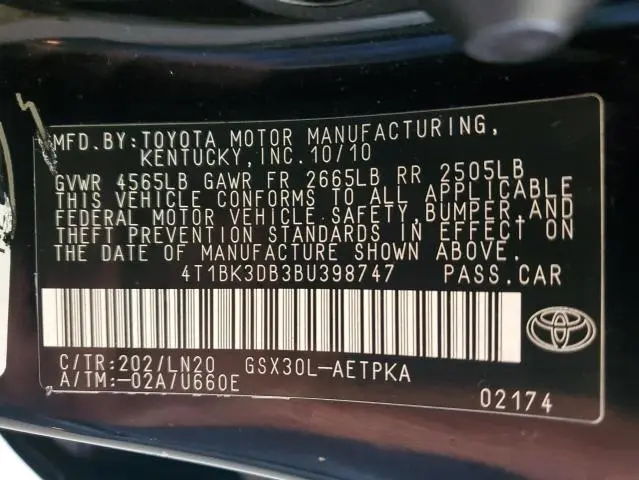 MFD.BY:TOYOTA MOTOR MANUFACTURING,
KENTUCKY,INC.10/10
GVWR 4565LB GAWR FR 2665LB RR 2505LB
THIS VEHICLE CONFORMS TO ALL APPLICABLE
FEDERAL MOTOR VEHICLE SAFETY,BUMPER,AND
THEFT PREVENTION STANDARDS IN EFFECT ON
THE DATE OF MANUFACTURE SHOWN ABOVE.
4T1BK3DB3BU398747 PASS.CAR
C/TR:202/LN20 GSX30L-AETPKA
A/TM:-02A/U660E
02174